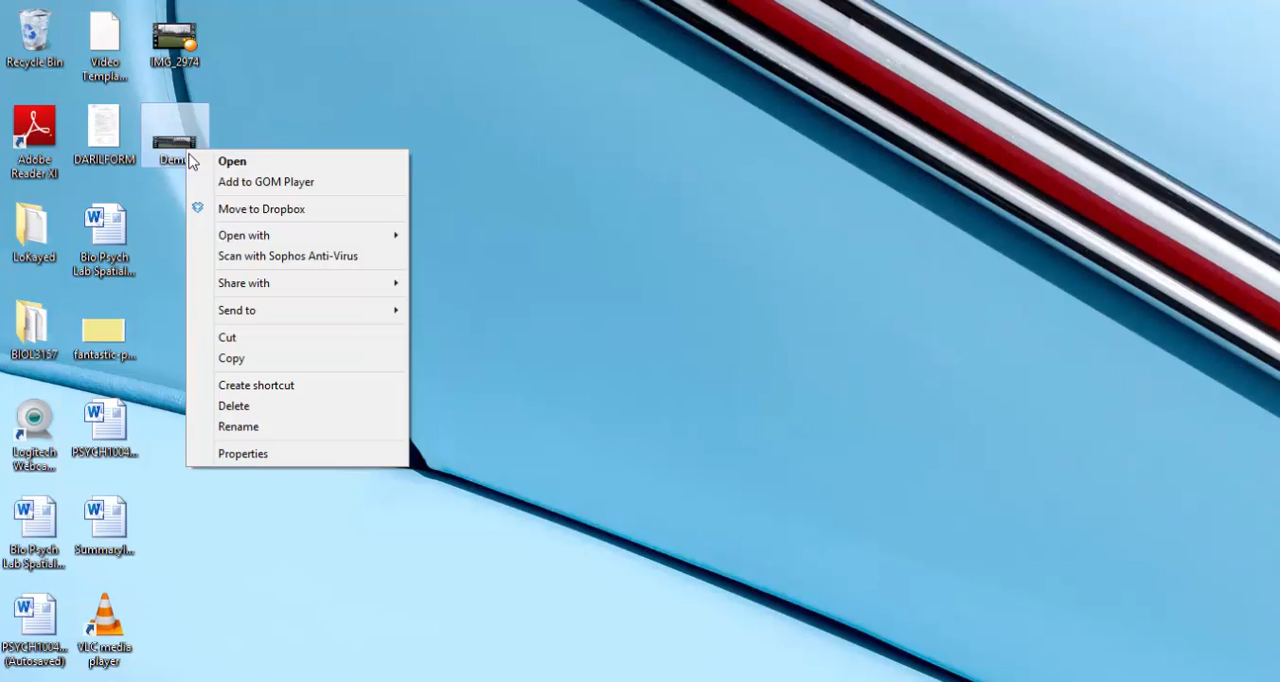 Recycle Bin
Video
Templa...
IMG_2974
Adobe
Reader XI
DARILFORM
LoKayed
Bio Psych
Lab Spatial...
BIOL3157
fantastic-p...
Logitech
Webca...
PSYCH1004...
Bio Psych
Lab Spatial...
Summaryl...
PSYCH1004...
(Autosaved)
VLC media
player
Open
Add to GOM Player
Move to Dropbox
Open with
Scan with Sophos Anti-Virus
Share with
Send to
Cut
Copy
Create shortcut
Delete
Rename
Properties